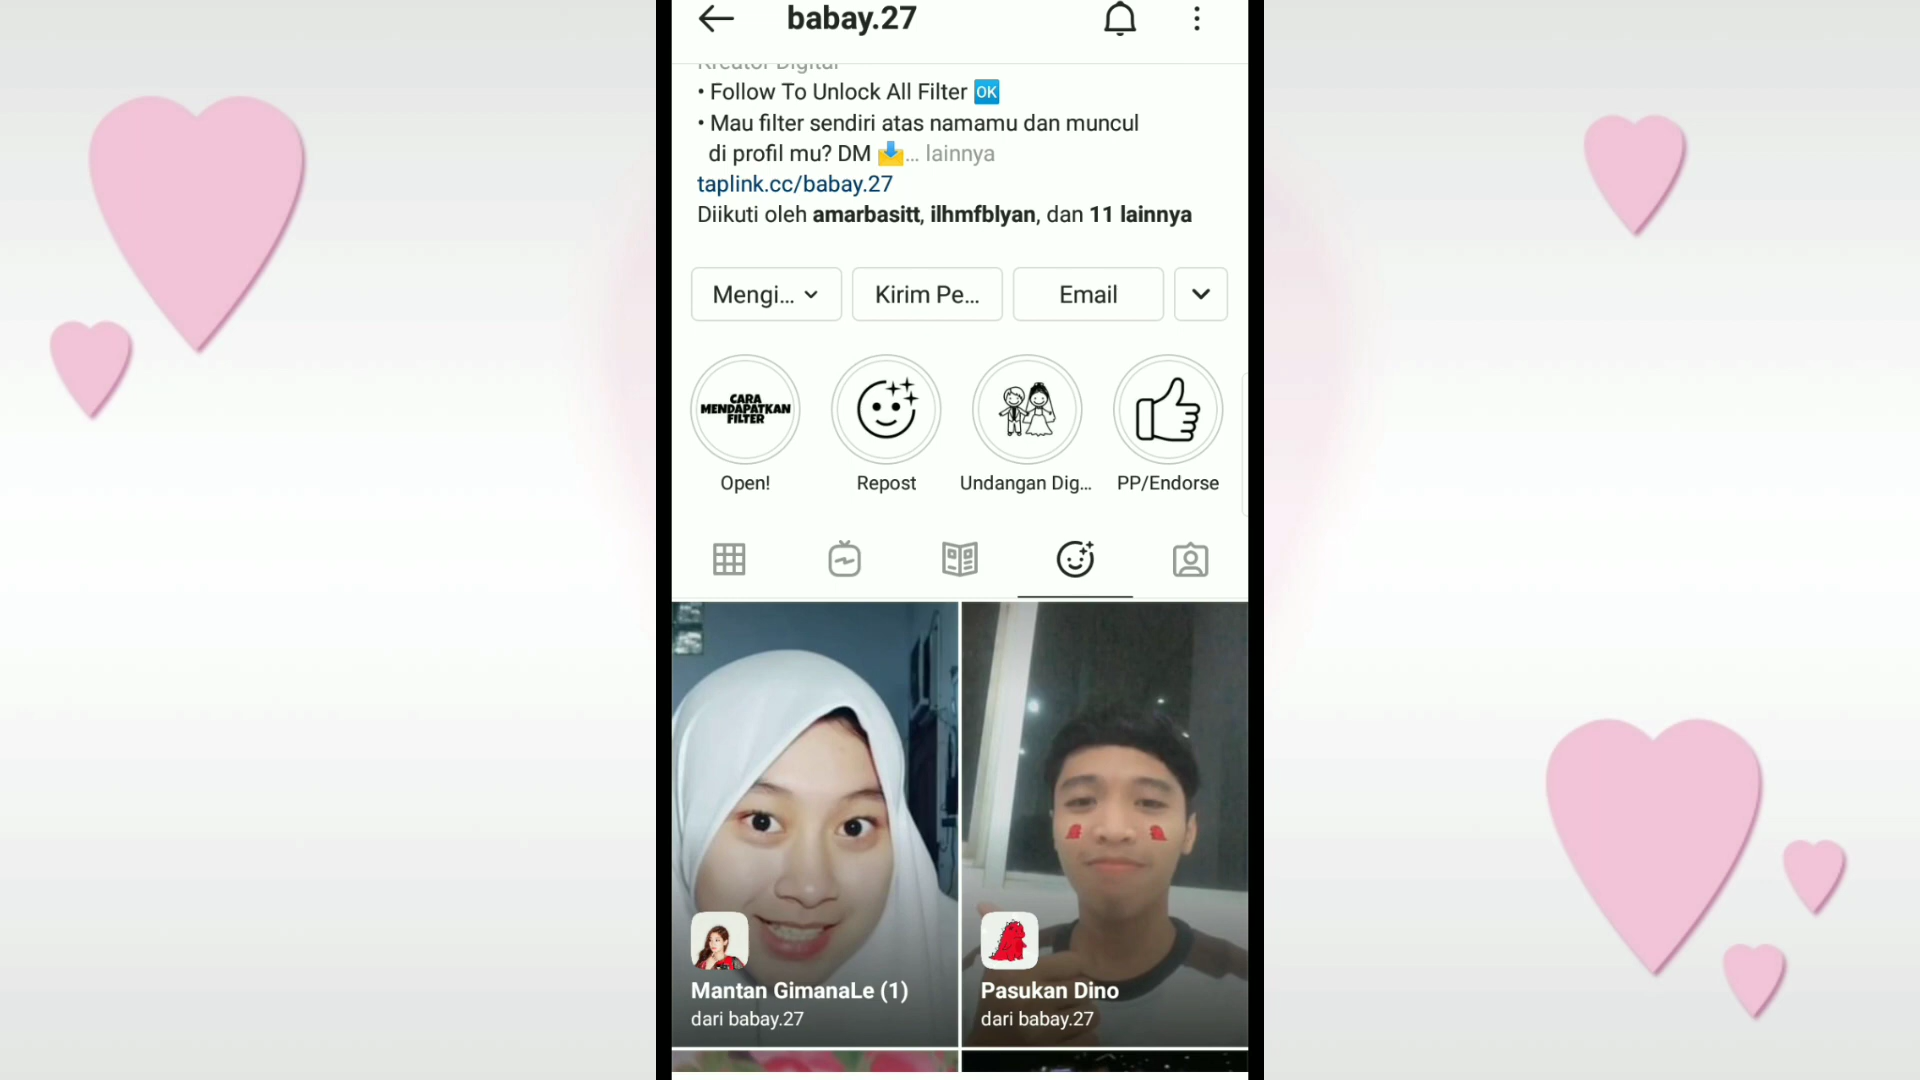 babay.27
Kreator Digital
• Follow To Unlock All Filter 🆗
• Mau filter sendiri atas namamu dan muncul
di profil mu? DM 📩... lainnya
taplink.cc/babay.27
Diikuti oleh amarbasitt, ilhmfblyan, dan 11 lainnya
Mengi... Kirim Pe... Email
CARA
MENDAPATKAN
FILTER
Open! Repost Undangan Dig... PP/Endorse
Mantan GimanaLe (1) Pasukan Dino
dari babay.27 dari babay.27